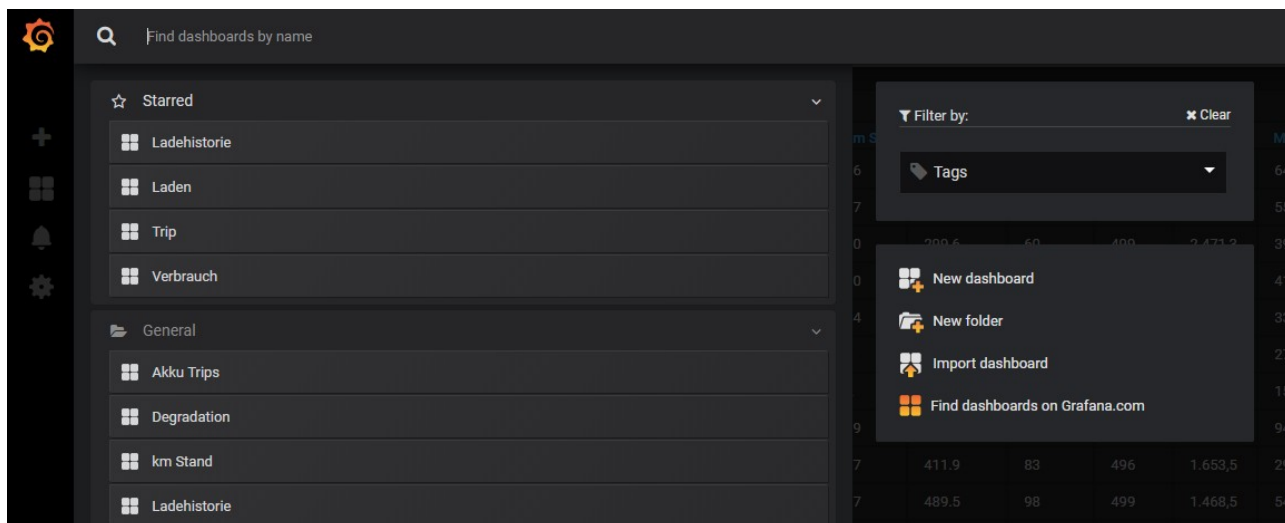 Find dashboards by name
Starred
Ladehistorie
Laden
Trip
Verbrauch
General
Akku Trips
Degradation
km Stand
Ladehistorie
Filter by:
Clear
Tags
New dashboard
New folder
Import dashboard
Find dashboards on Grafana.com
411.9 83 496 1.653,5
489.5 98 499 1.468,5